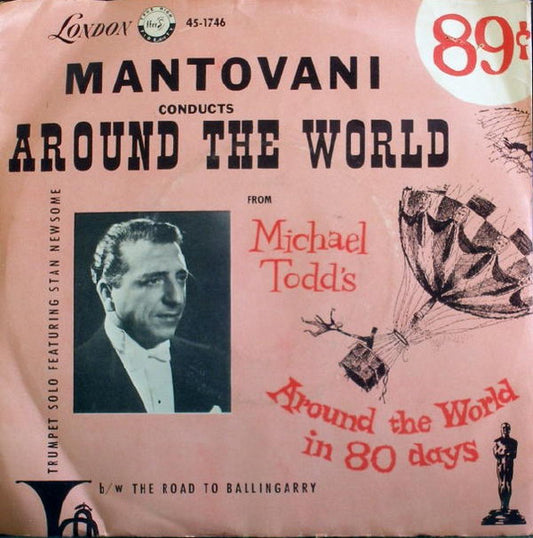 LONDON
45-1746
89¢
MANTOVANI
CONDUCTS
AROUND THE WORLD
FROM
Michael
Todd's
Around the World
in 80 days
TRUMPET SOLO FEATURING STAN NEWSOME
b/w THE ROAD TO BALLINGARRY